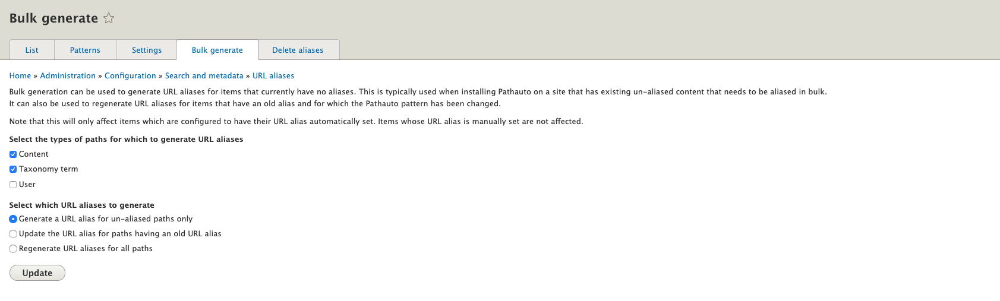 Bulk generate
List Patterns Settings Bulk generate Delete aliases
Home » Administration » Configuration » Search and metadata » URL aliases
Bulk generation can be used to generate URL aliases for items that currently have no aliases. This is typically used when installing Pathauto on a site that has existing un-aliased content that needs to be aliased in bulk.
It can also be used to regenerate URL aliases for items that have an old alias and for which the Pathauto pattern has been changed.
Note that this will only affect items which are configured to have their URL alias automatically set. Items whose URL alias is manually set are not affected.
Select the types of paths for which to generate URL aliases
Content
Taxonomy term
User
Select which URL aliases to generate
Generate a URL alias for un-aliased paths only
Update the URL alias for paths having an old URL alias
Regenerate URL aliases for all paths
Update